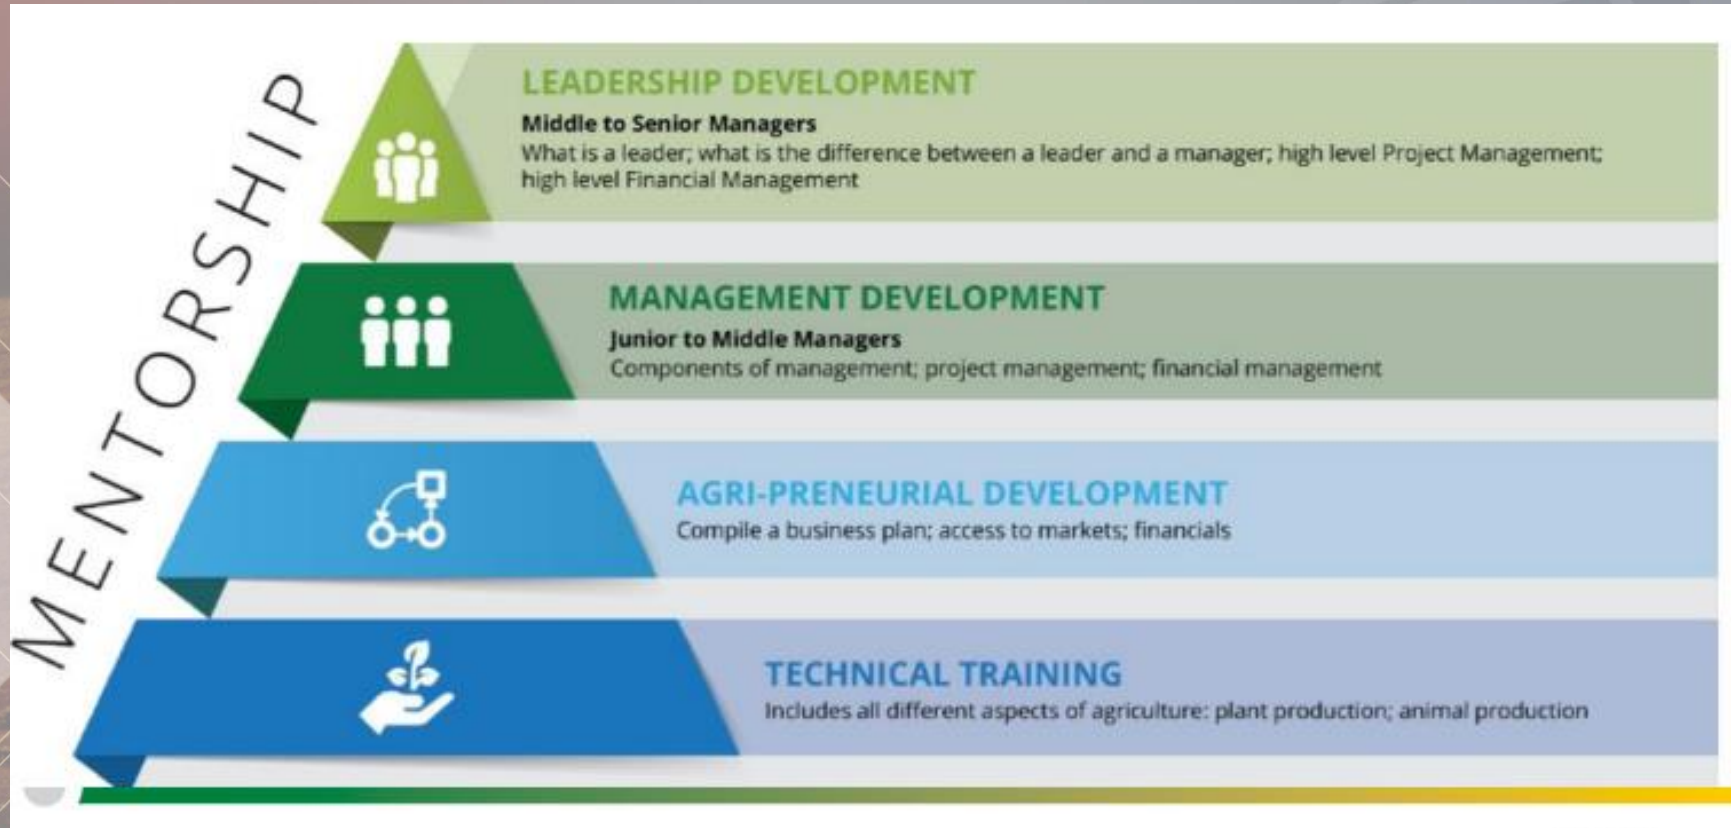 MENTORSHIP
LEADERSHIP DEVELOPMENT
Middle to Senior Managers
What is a leader; what is the difference between a leader and a manager; high level Project Management;
high level Financial Management
MANAGEMENT DEVELOPMENT
Junior to Middle Managers
Components of management; project management; financial management
AGRI-PRENEURIAL DEVELOPMENT
Compile a business plan; access to markets; financials
TECHNICAL TRAINING
Includes all different aspects of agriculture: plant production; animal production